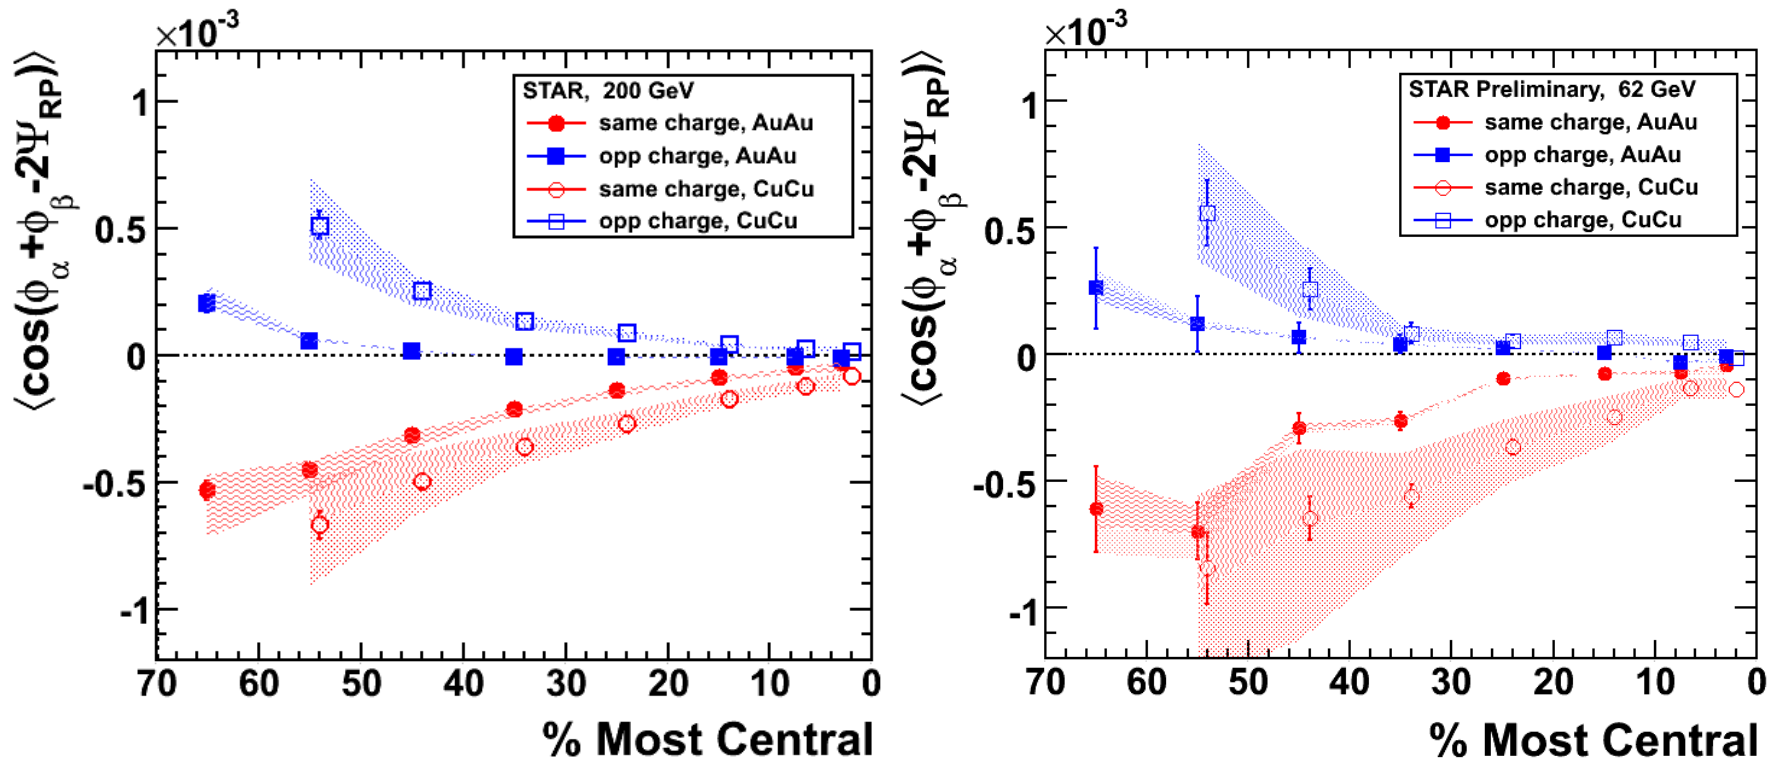 ×10⁻³
⟨cos(ϕα+ϕβ-2ΨRP)⟩
1
0.5
0
-0.5
-1
STAR, 200 GeV
same charge, AuAu
opp charge, AuAu
same charge, CuCu
opp charge, CuCu
70 60 50 40 30 20 10 0
% Most Central
×10⁻³
⟨cos(ϕα+ϕβ-2ΨRP)⟩
1
0.5
0
-0.5
-1
STAR Preliminary, 62 GeV
same charge, AuAu
opp charge, AuAu
same charge, CuCu
opp charge, CuCu
70 60 50 40 30 20 10 0
% Most Central